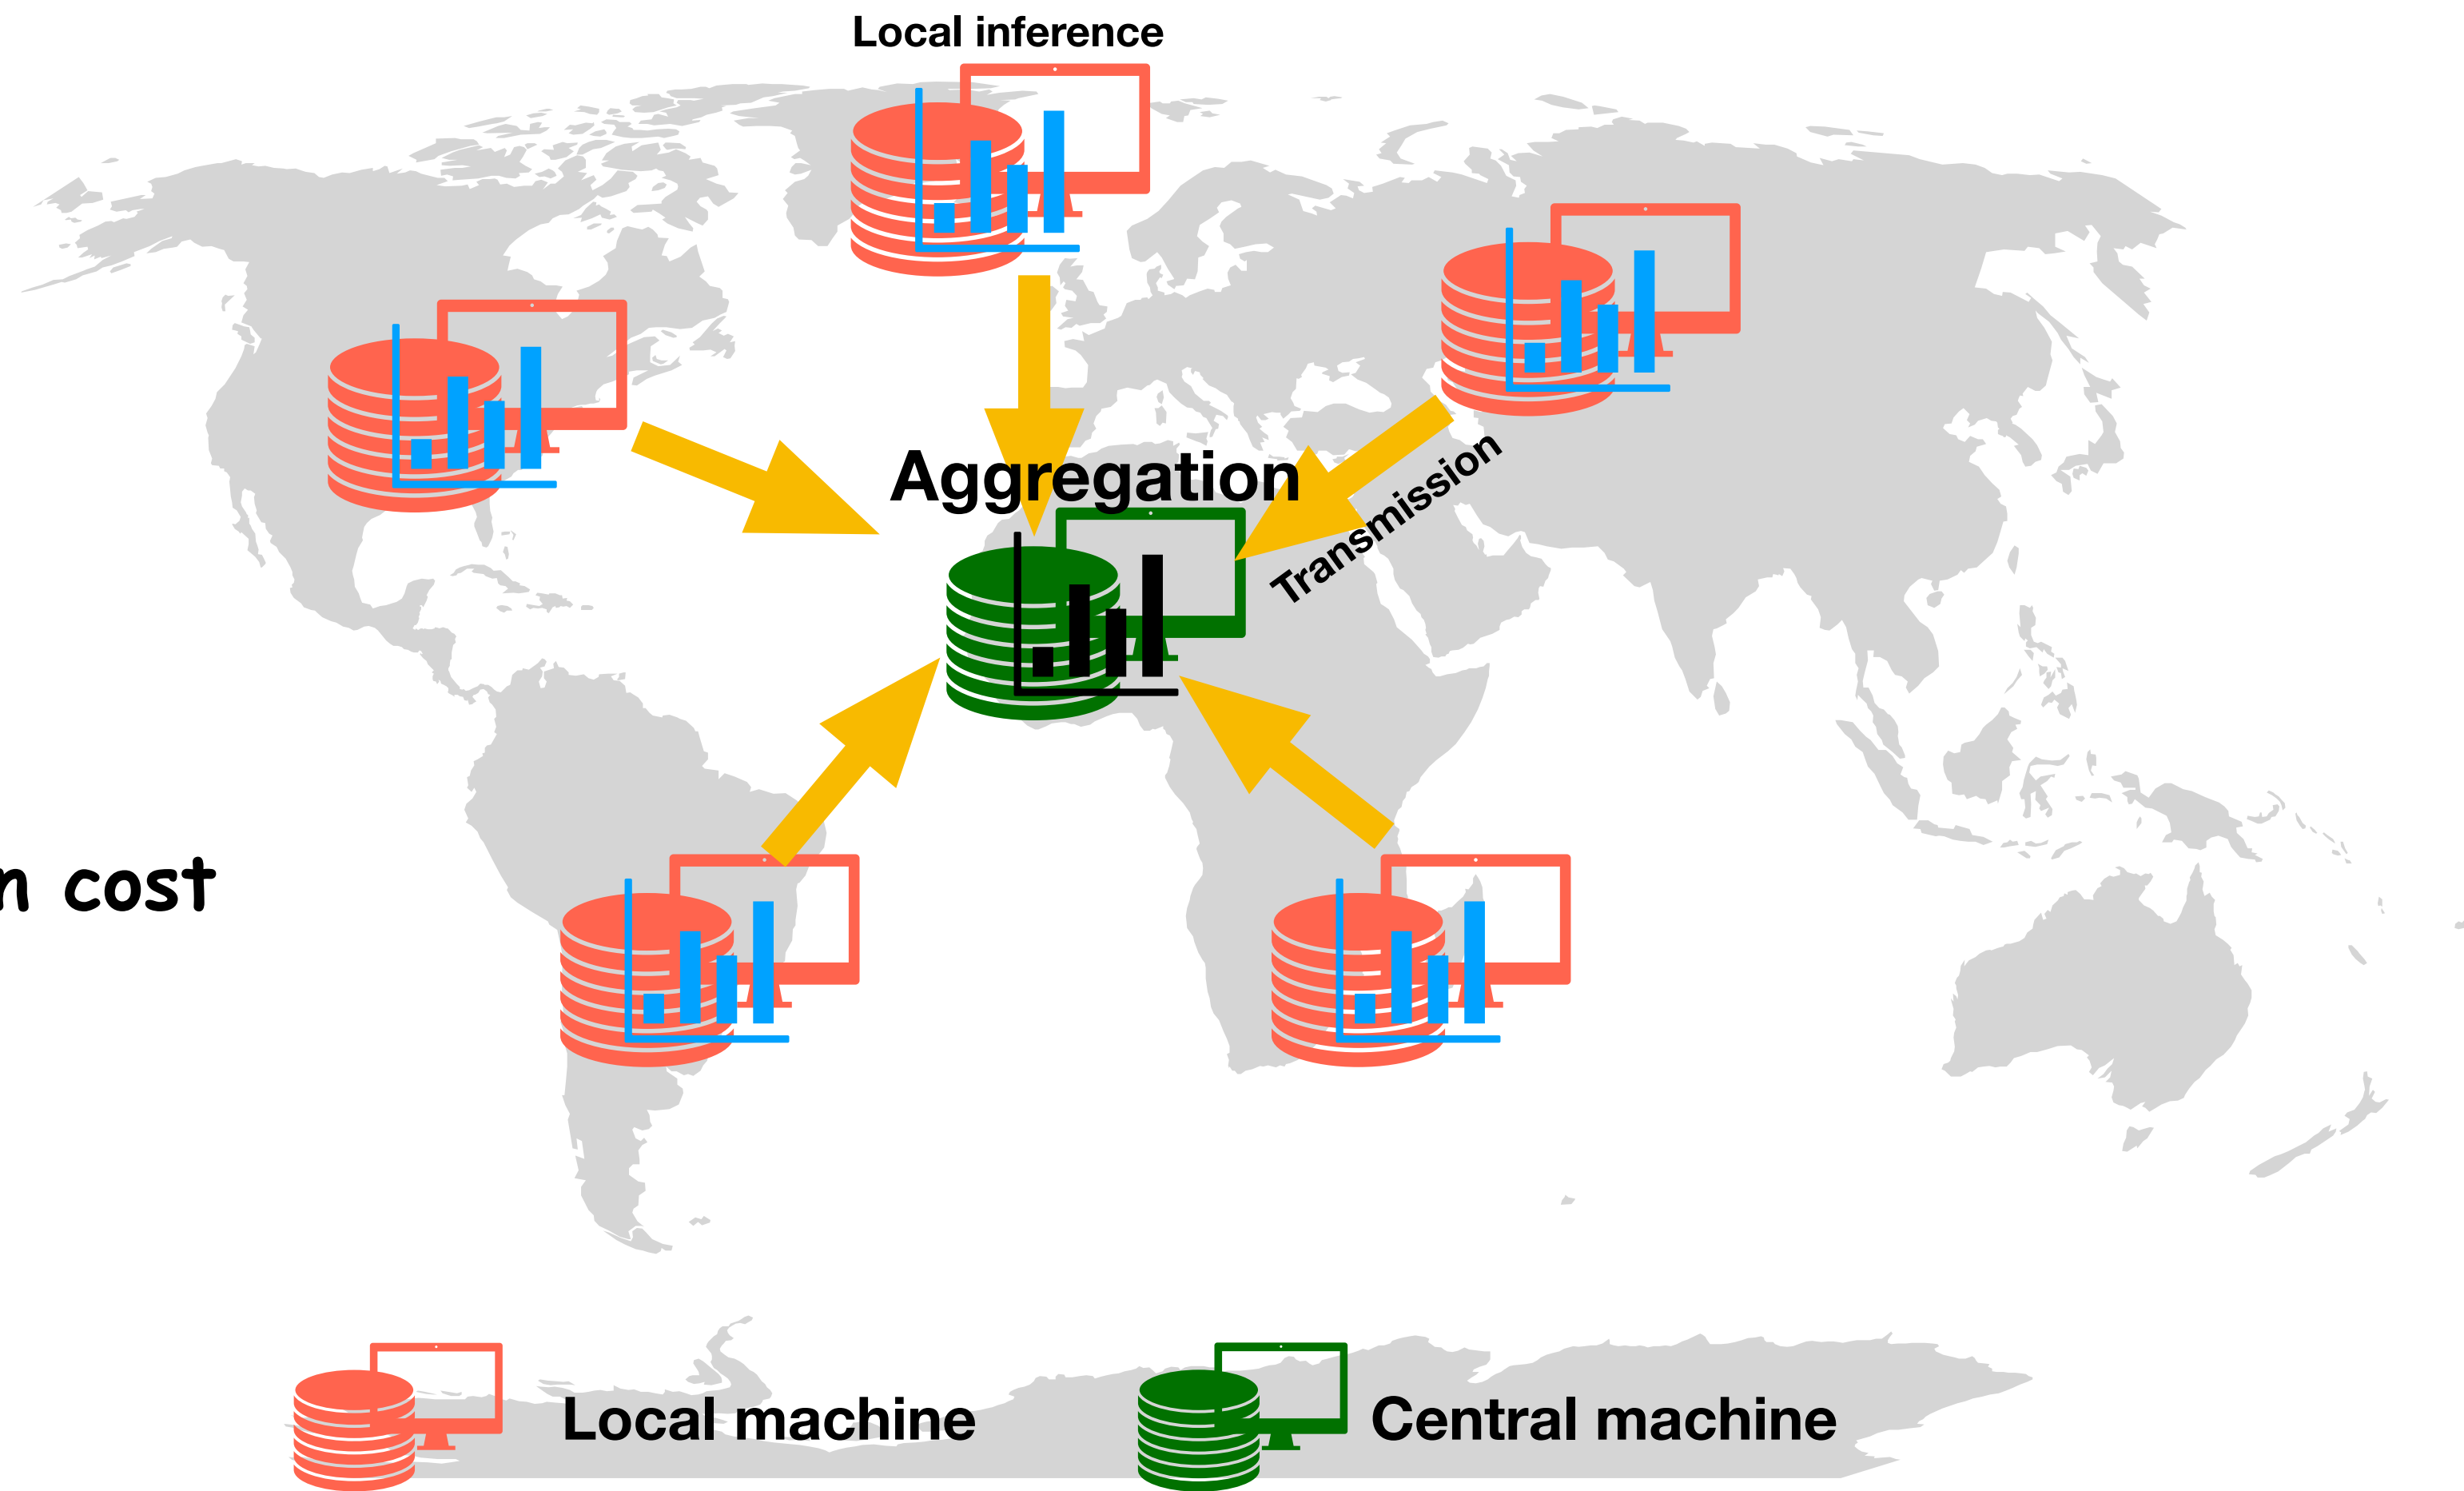 Local inference
Aggregation
Transmission
n cost
Local machine
Central machine